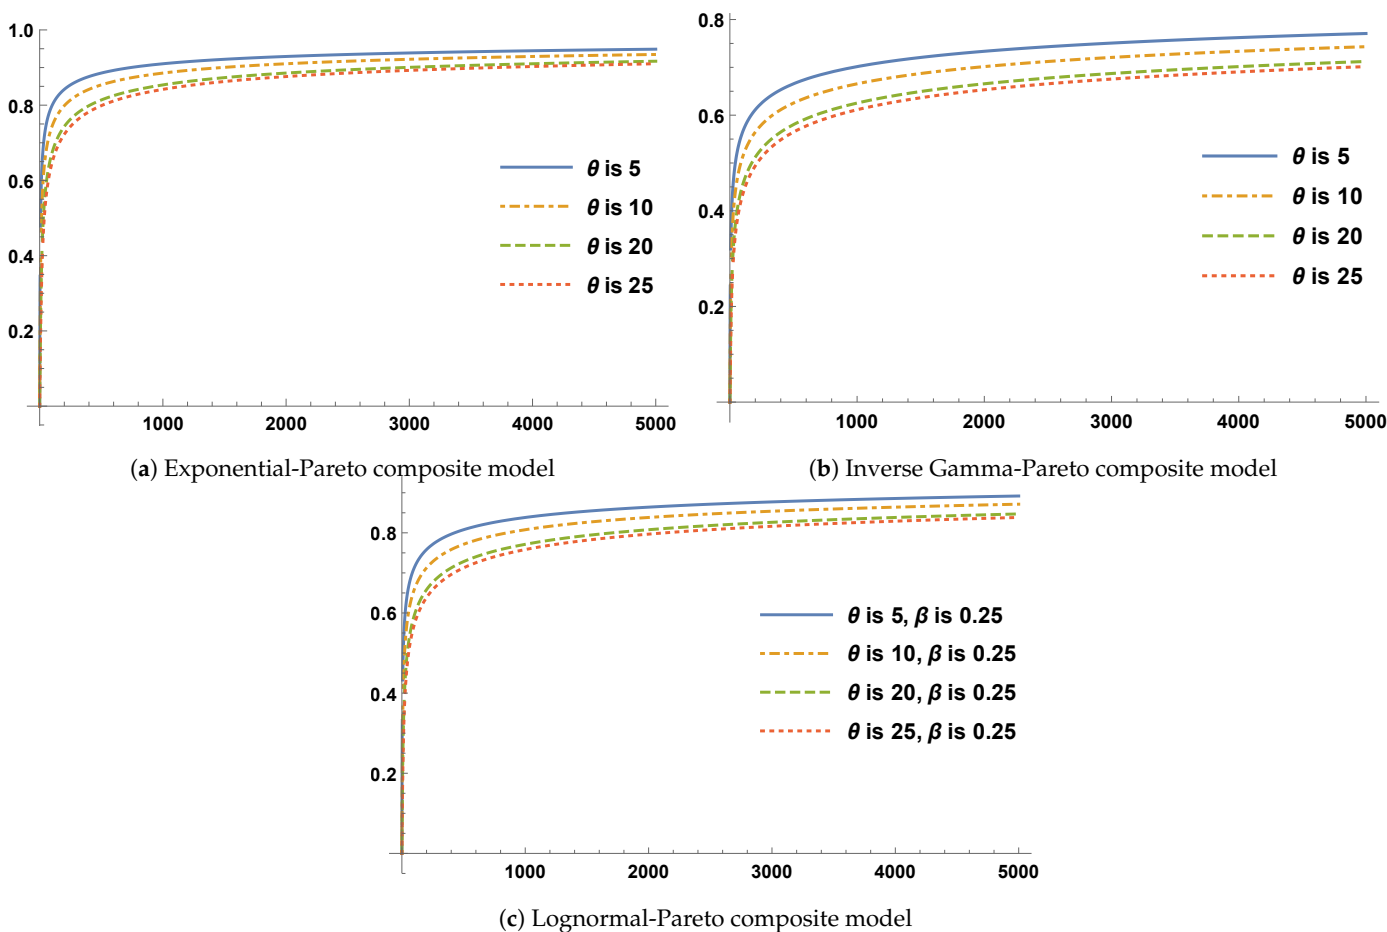 1.0
0.8
0.6
0.4
0.2
1000 2000 3000 4000 5000
θ is 5
θ is 10
θ is 20
θ is 25
(a) Exponential-Pareto composite model
0.8
0.6
0.4
0.2
1000 2000 3000 4000 5000
θ is 5
θ is 10
θ is 20
θ is 25
(b) Inverse Gamma-Pareto composite model
0.8
0.6
0.4
0.2
1000 2000 3000 4000 5000
θ is 5, β is 0.25
θ is 10, β is 0.25
θ is 20, β is 0.25
θ is 25, β is 0.25
(c) Lognormal-Pareto composite model